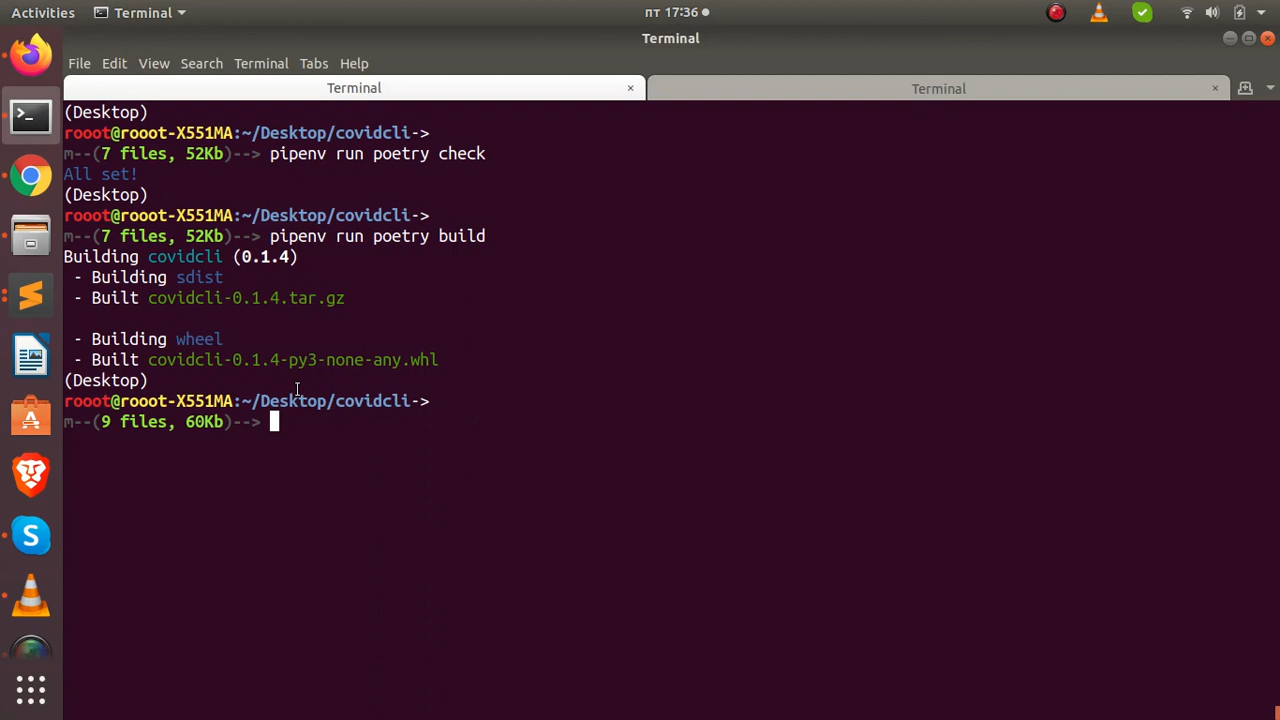 Activities
Terminal
пт 17:36
Terminal
File Edit View Search Terminal Tabs Help
Terminal × Terminal ×
(Desktop)
rooot@rooot-X551MA:~/Desktop/covidcli->
m--(7 files, 52Kb)--> pipenv run poetry check
All set!
(Desktop)
rooot@rooot-X551MA:~/Desktop/covidcli->
m--(7 files, 52Kb)--> pipenv run poetry build
Building covidcli (0.1.4)
- Building sdist
- Built covidcli-0.1.4.tar.gz
- Building wheel
- Built covidcli-0.1.4-py3-none-any.whl
(Desktop)
rooot@rooot-X551MA:~/Desktop/covidcli->
m--(9 files, 60Kb)-->